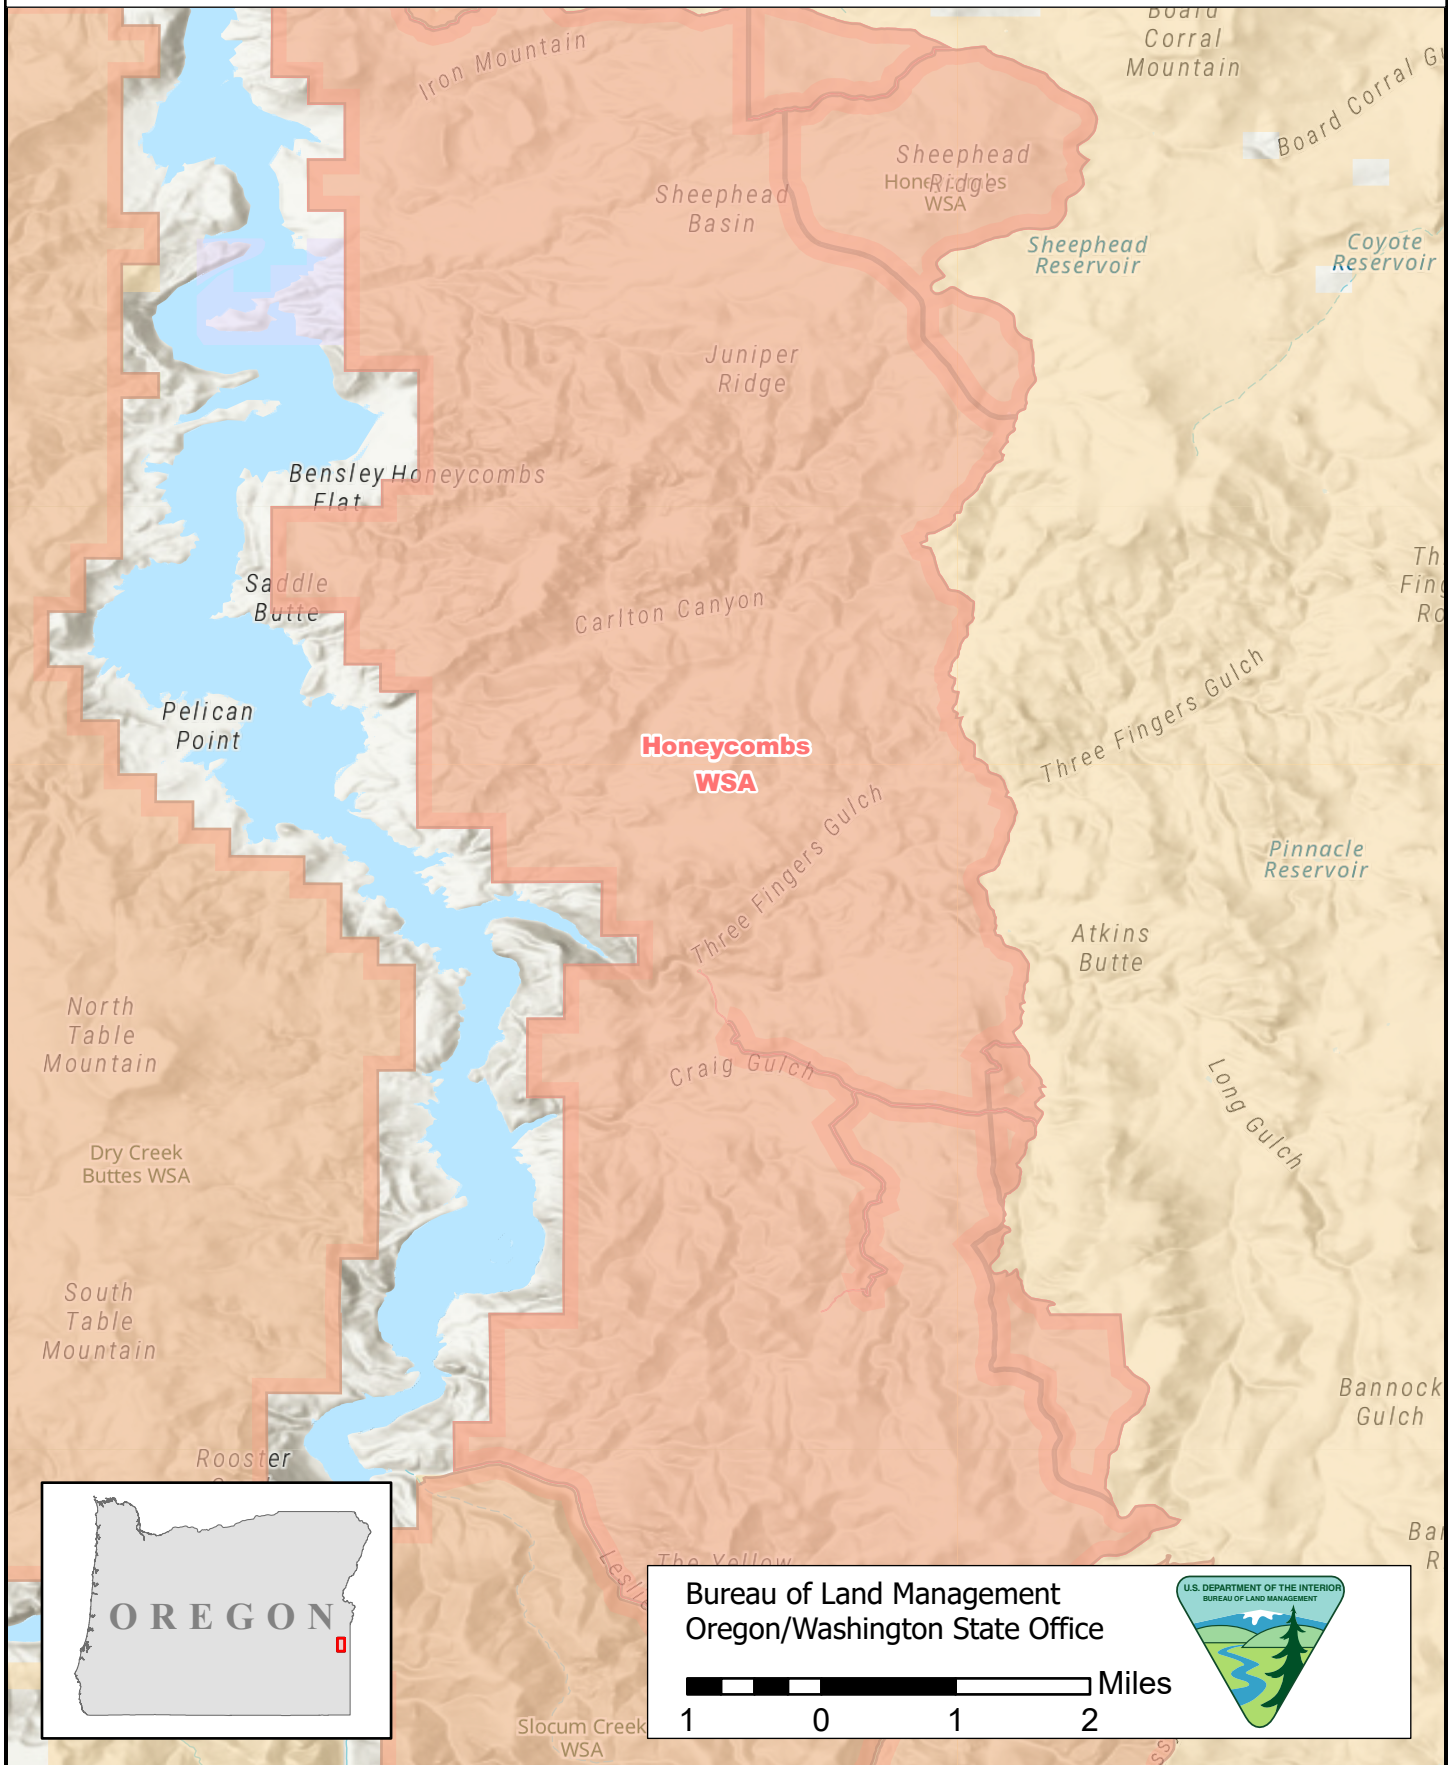 Board
Corral
Mountain
Iron Mountain
Board Corral
Sheephead
Ridge
Honeycombs
WSA
Sheephead
Basin
Sheephead
Reservoir
Coyote
Reservoir
Juniper
Ridge
Bensley
Flat
Honeycombs
Saddle
Butte
Carlton Canyon
Three Fingers Gulch
Pelican
Point
Honeycombs
WSA
Three Fingers Gulch
Pinnacle
Reservoir
Atkins
Butte
North
Table
Mountain
Craig Gulch
Long Gulch
Dry Creek
Buttes WSA
South
Table
Mountain
Bannock
Gulch
Rooster
The Yellow
OREGON
Bureau of Land Management
Oregon/Washington State Office
Miles
1 0 1 2
U.S. DEPARTMENT OF THE INTERIOR
BUREAU OF LAND MANAGEMENT
Slocum Creek
WSA